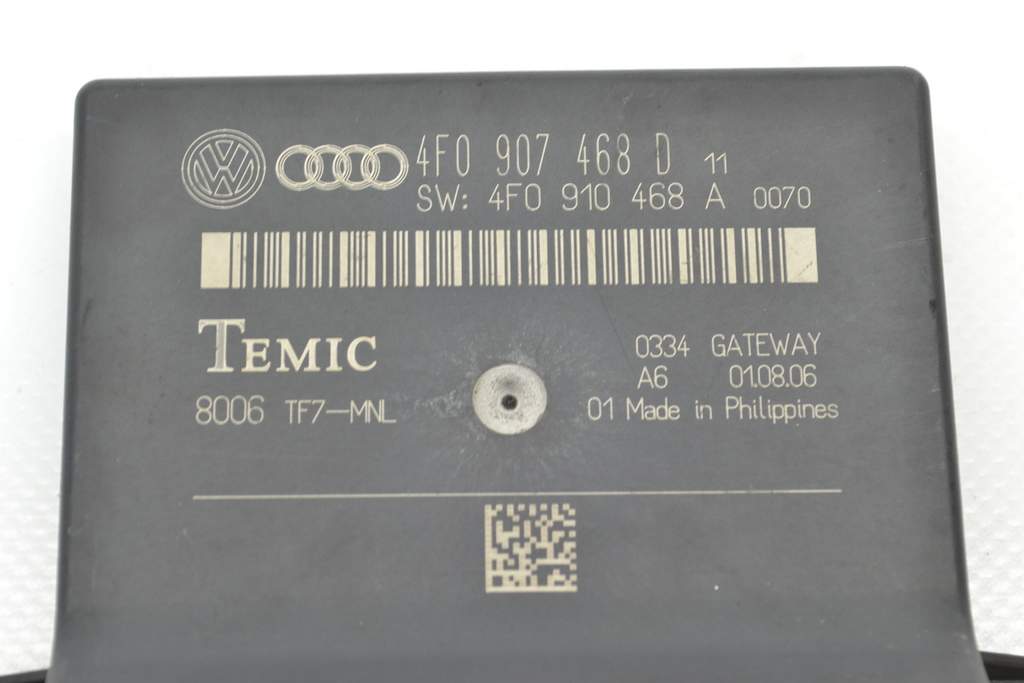 4F0 907 468 D 11
SW: 4F0 910 468 A 0070
TEMIC
8006 TF7-MNL
0334 GATEWAY
A6 01.08.06
01 Made in Philippines